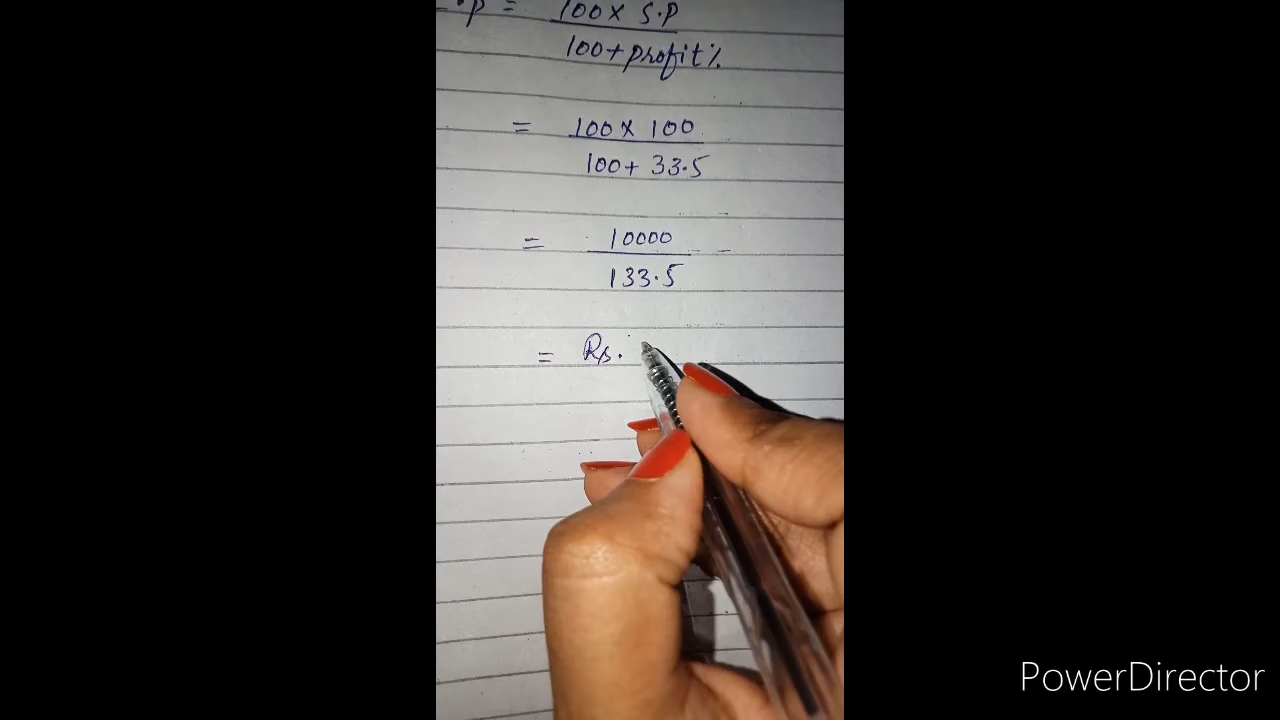 .p = 100 x S.P
100 + profit%
= 100 x 100
100 + 33.5
= 10000
133.5
= Rs.
PowerDirector